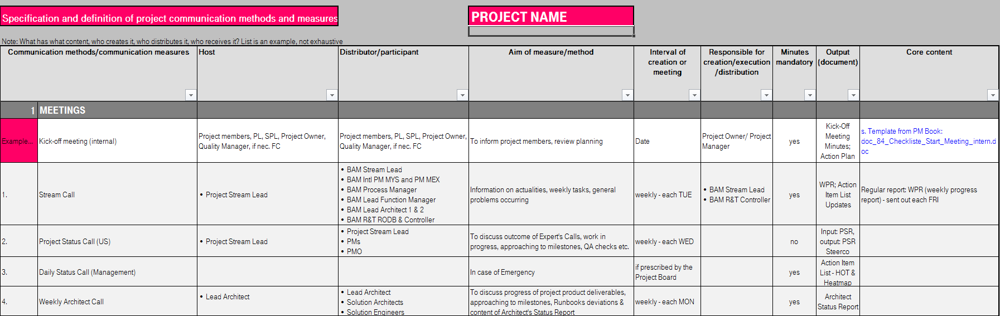 Specification and definition of project communication methods and measures
PROJECT NAME
Note: What has what content, who creates it, who distributes it, who receives it? List is an example, not exhaustive
Communication methods/communication measures
Host
Distributor/participant
Aim of measure/method
Interval of
creation or
meeting
Responsible for
creation/execution
/distribution
Minutes
mandatory
Output
(document)
Core content
1 MEETINGS
Example...
Kick-off meeting (internal)
Project members, PL, SPL, Project Owner,
Quality Manager, if nec. FC
Project members, PL, SPL, Project Owner,
Quality Manager, if nec. FC
To inform project members, review planning
Date
Project Owner/ Project
Manager
yes
Kick-Off
Meeting
Minutes;
Action Plan
s. Template from PM Book:
doc_84_Checkliste_Start_Meeting_intern.d
oc
1.
Stream Call
• Project Stream Lead
• BAM Stream Lead
• BAM Intl PM MYS and PM MEX
• BAM Process Manager
• BAM Lead Function Manager
• BAM Lead Architect 1 & 2
• BAM R&T RODB & Controller
Information on actualities, weekly tasks, general
problems occurring
weekly - each TUE
• BAM Stream Lead
• BAM R&T Controller
yes
WPR; Action
Item List
Updates
Regular report: WPR (weekly progress
report) - sent out each FRI
2.
Project Status Call (US)
• Project Stream Lead
• Project Stream Lead
• PMs
• PMO
To discuss outcome of Expert's Calls, work in
progress, approaching to milestones, QA checks etc.
weekly - each WED
no
Input: PSR,
output: PSR
Steerco
3.
Daily Status Call (Management)
In case of Emergency
if prescribed by the
Project Board
yes
Action Item
List - HOT &
Heatmap
4.
Weekly Architect Call
• Lead Architect
• Lead Architect
• Solution Architects
• Solution Engineers
To discuss progress of project product deliverables,
approaching to milestones, Runbooks deviations &
content of Architect's Status Report
weekly - each MON
yes
Architect
Status Report